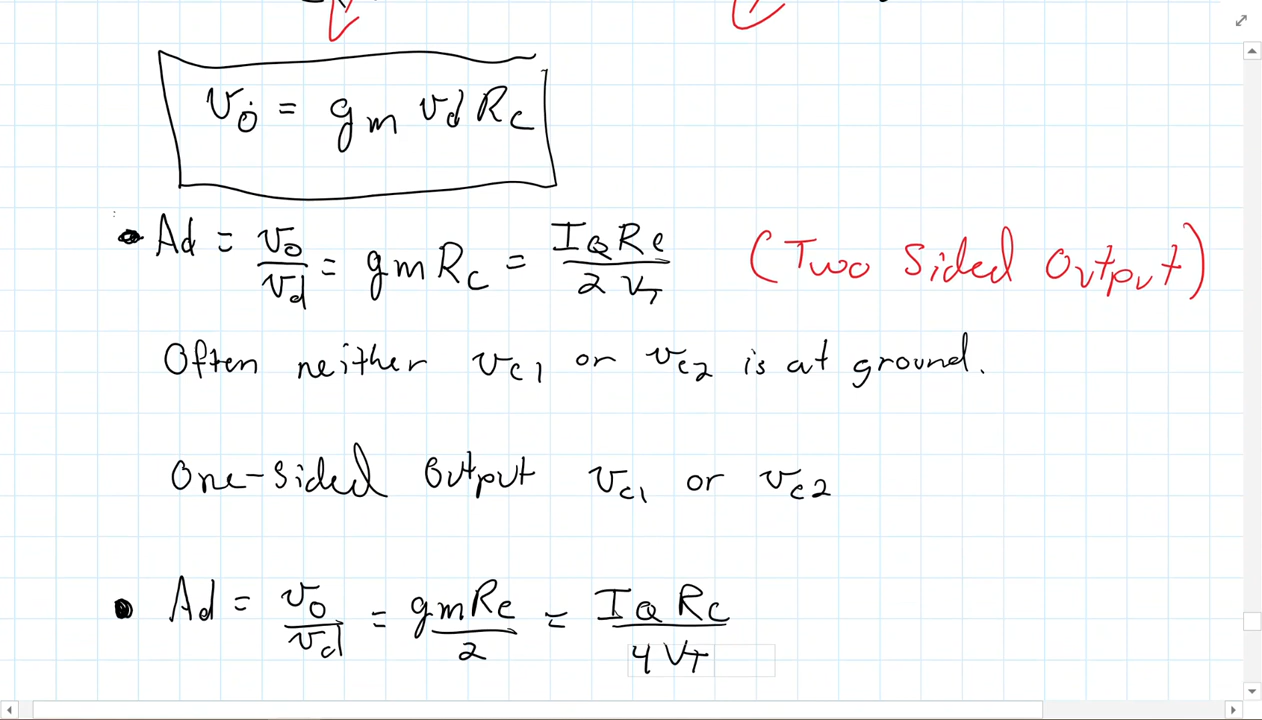 vo = gm vd Rc
• Ad = vo/vd = gm Rc = IQ Rc / 2 VT (Two Sided Output)
Often neither vc1 or vc2 is at ground.
One-sided output vc1 or vc2
• Ad = vo/vd = gm Rc / 2 = IQ Rc / 4 VT